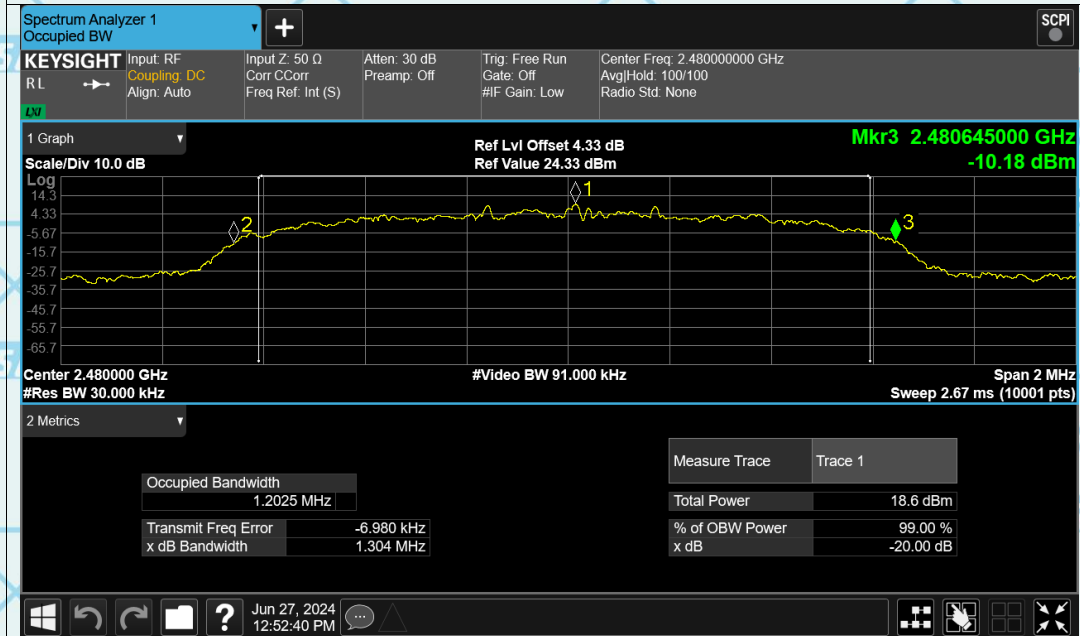 Spectrum Analyzer 1
Occupied BW
+
SCPI
KEYSIGHT
R L
LXI
Input: RF
Coupling: DC
Align: Auto
Input Z: 50 Ω
Corr CCorr
Freq Ref: Int (S)
Atten: 30 dB
Preamp: Off
Trig: Free Run
Gate: Off
#IF Gain: Low
Center Freq: 2.480000000 GHz
Avg|Hold: 100/100
Radio Std: None
1 Graph
Scale/Div 10.0 dB
Ref Lvl Offset 4.33 dB
Ref Value 24.33 dBm
Mkr3 2.480645000 GHz
-10.18 dBm
Log
14.3
4.33
-5.67
-15.7
-25.7
-35.7
-45.7
-55.7
-65.7
2
1
3
Center 2.480000 GHz
#Video BW 91.000 kHz
Span 2 MHz
#Res BW 30.000 kHz
Sweep 2.67 ms (10001 pts)
2 Metrics
Occupied Bandwidth
1.2025 MHz
Transmit Freq Error -6.980 kHz
x dB Bandwidth 1.304 MHz
Measure Trace Trace 1
Total Power 18.6 dBm
% of OBW Power 99.00 %
x dB -20.00 dB
?
Jun 27, 2024
12:52:40 PM